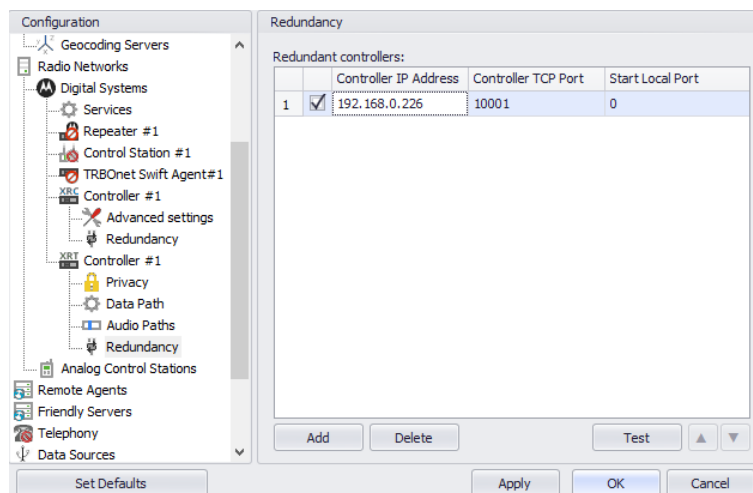 Configuration
Geocoding Servers
Radio Networks
Digital Systems
Services
Repeater #1
Control Station #1
TRBOnet Swift Agent#1
XRC Controller #1
Advanced settings
Redundancy
XRT Controller #1
Privacy
Data Path
Audio Paths
Redundancy
Analog Control Stations
Remote Agents
Friendly Servers
Telephony
Data Sources
Set Defaults
Redundancy
Redundant controllers:
Controller IP Address Controller TCP Port Start Local Port
1 192.168.0.226 10001 0
Add Delete Test
Apply OK Cancel